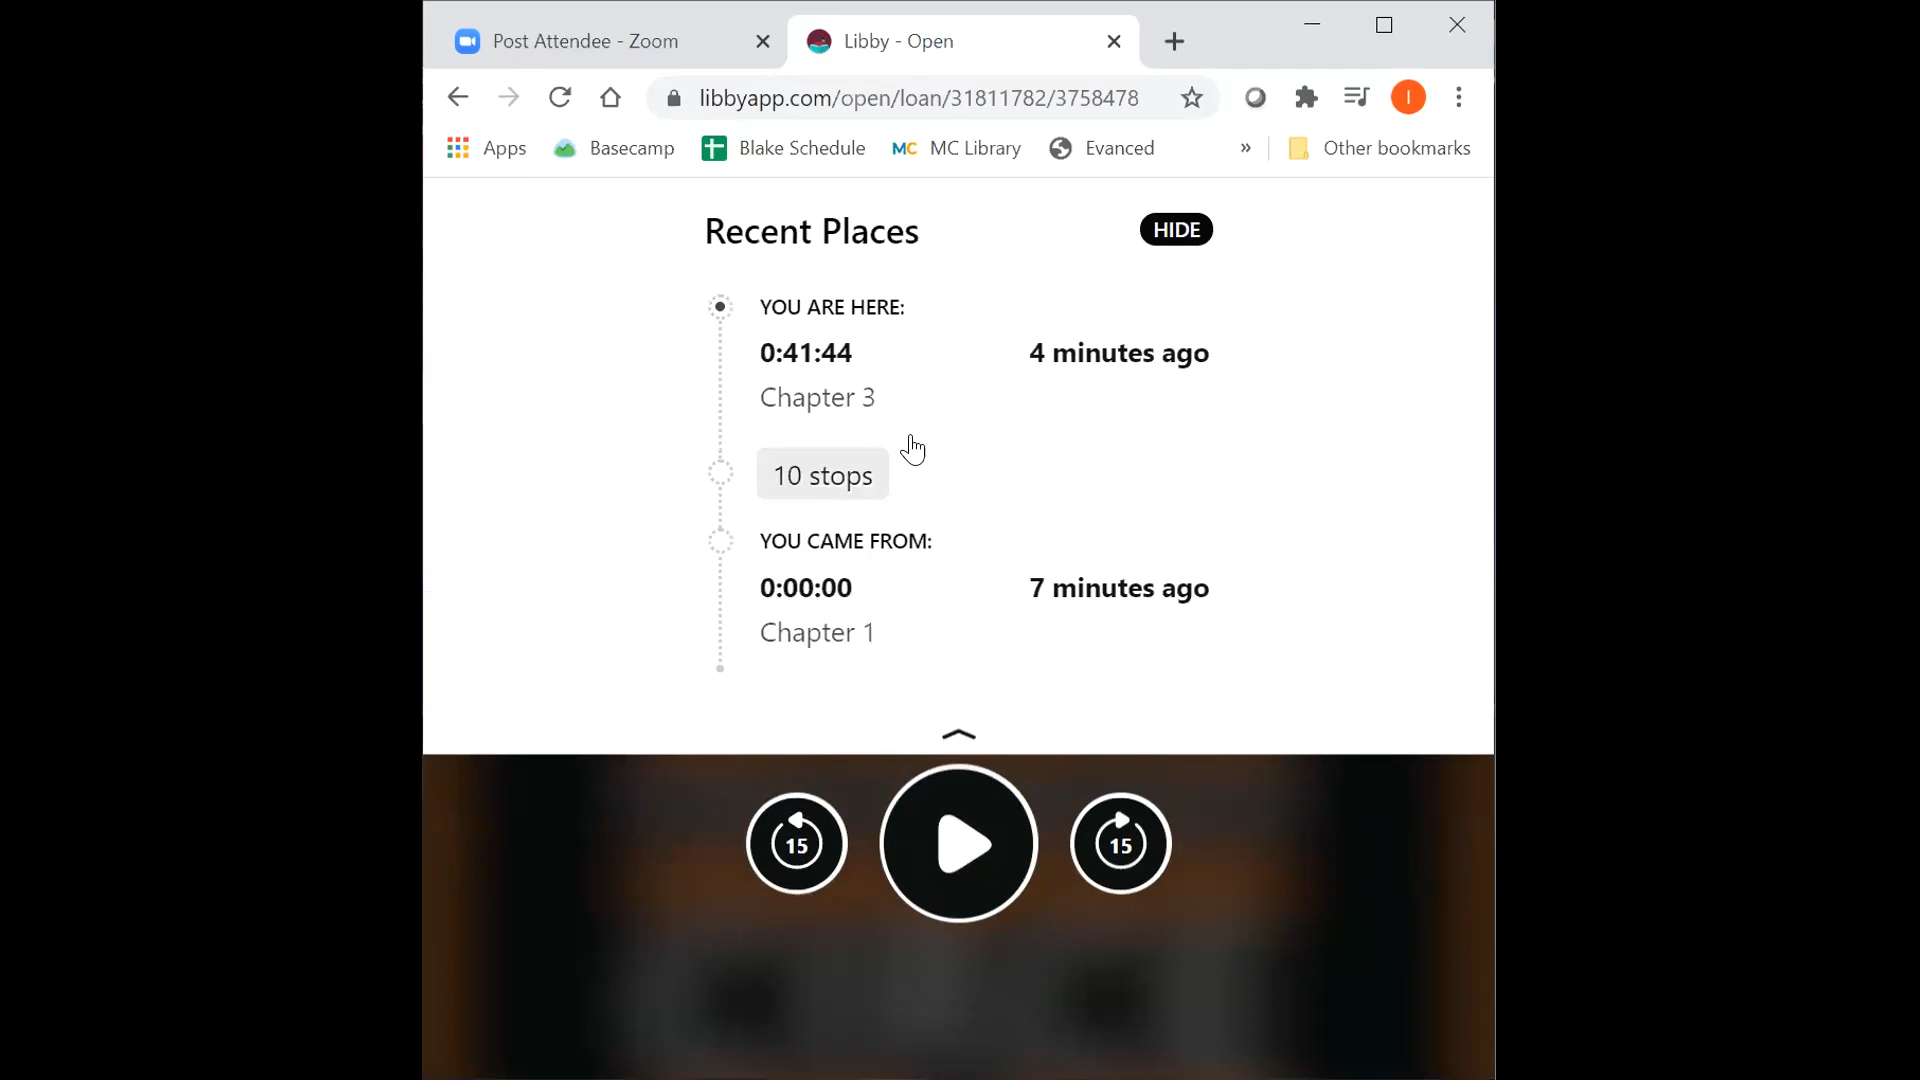 Post Attendee - Zoom
Libby - Open
libbyapp.com/open/loan/31811782/3758478
I
Apps
Basecamp
Blake Schedule
MC MC Library
Evanced
»
Other bookmarks
Recent Places
HIDE
YOU ARE HERE:
0:41:44
4 minutes ago
Chapter 3
10 stops
YOU CAME FROM:
0:00:00
7 minutes ago
Chapter 1
15
15